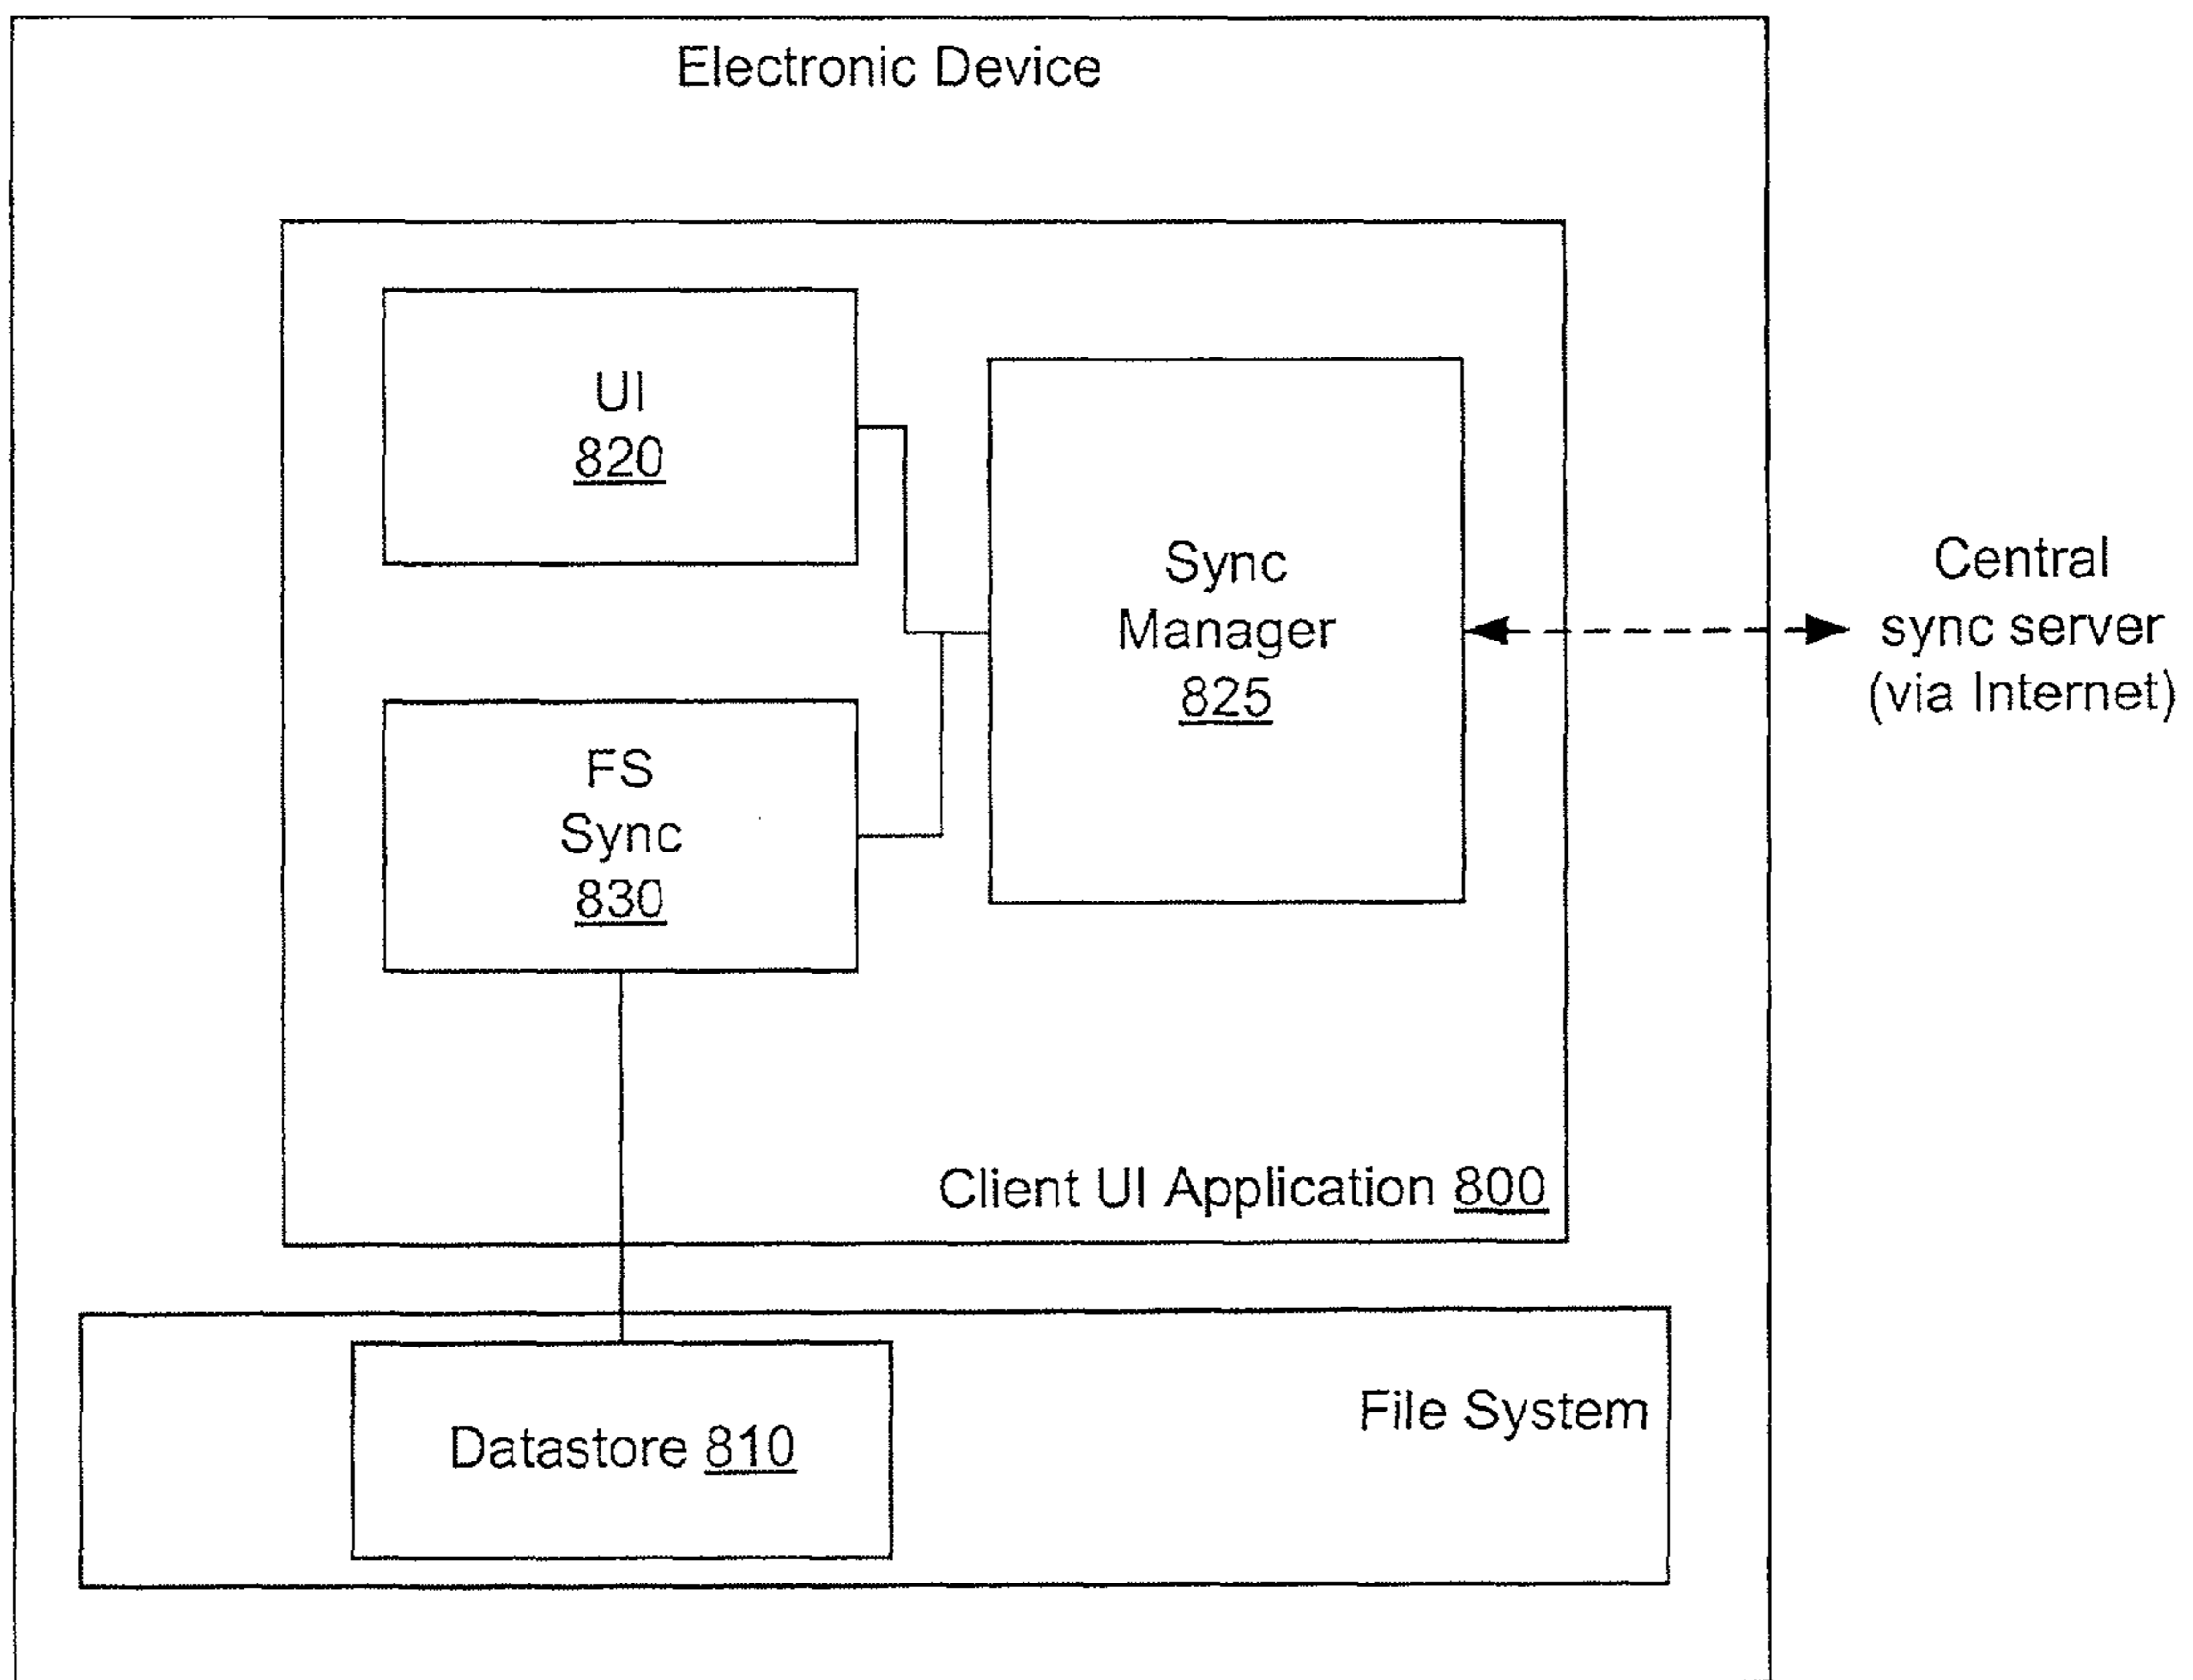 Electronic Device
UI
820
Sync
Manager
825
FS
Sync
830
Central
sync server
(via Internet)
Client UI Application 800
File System
Datastore 810